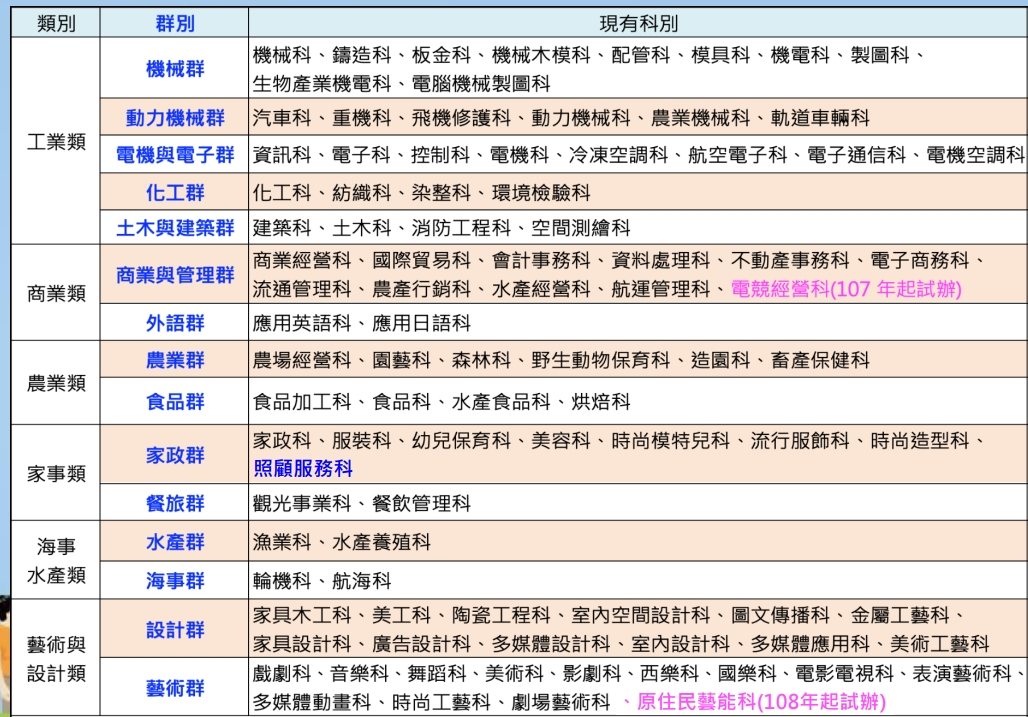 類別 群別 現有科別
工業類
機械群
機械科、鑄造科、板金科、機械木模科、配管科、模具科、機電科、製圖科、
生物產業機電科、電腦機械製圖科
動力機械群 汽車科、重機科、飛機修護科、動力機械科、農業機械科、軌道車輛科
電機與電子群 資訊科、電子科、控制科、電機科、冷凍空調科、航空電子科、電子通信科、電機空調科
化工群 化工科、紡織科、染整科、環境檢驗科
土木與建築群 建築科、土木科、消防工程科、空間測繪科
商業類
商業與管理群
商業經營科、國際貿易科、會計事務科、資料處理科、不動產事務科、電子商務科、
流通管理科、農產行銷科、水產經營科、航運管理科、電競經營科(107 年起試辦)
外語群 應用英語科、應用日語科
農業類
農業群 農場經營科、園藝科、森林科、野生動物保育科、造園科、畜產保健科
食品群 食品加工科、食品科、水產食品科、烘焙科
家事類
家政群
家政科、服裝科、幼兒保育科、美容科、時尚模特兒科、流行服飾科、時尚造型科、
照顧服務科
餐旅群 觀光事業科、餐飲管理科
海事
水產類
水產群 漁業科、水產養殖科
海事群 輪機科、航海科
藝術與
設計類
設計群
家具木工科、美工科、陶瓷工程科、室內空間設計科、圖文傳播科、金屬工藝科、
家具設計科、廣告設計科、多媒體設計科、室內設計科、多媒體應用科、美術工藝科
藝術群
戲劇科、音樂科、舞蹈科、美術科、影劇科、西樂科、國樂科、電影電視科、表演藝術科、
多媒體動畫科、時尚工藝科、劇場藝術科 、原住民藝能科(108年起試辦)